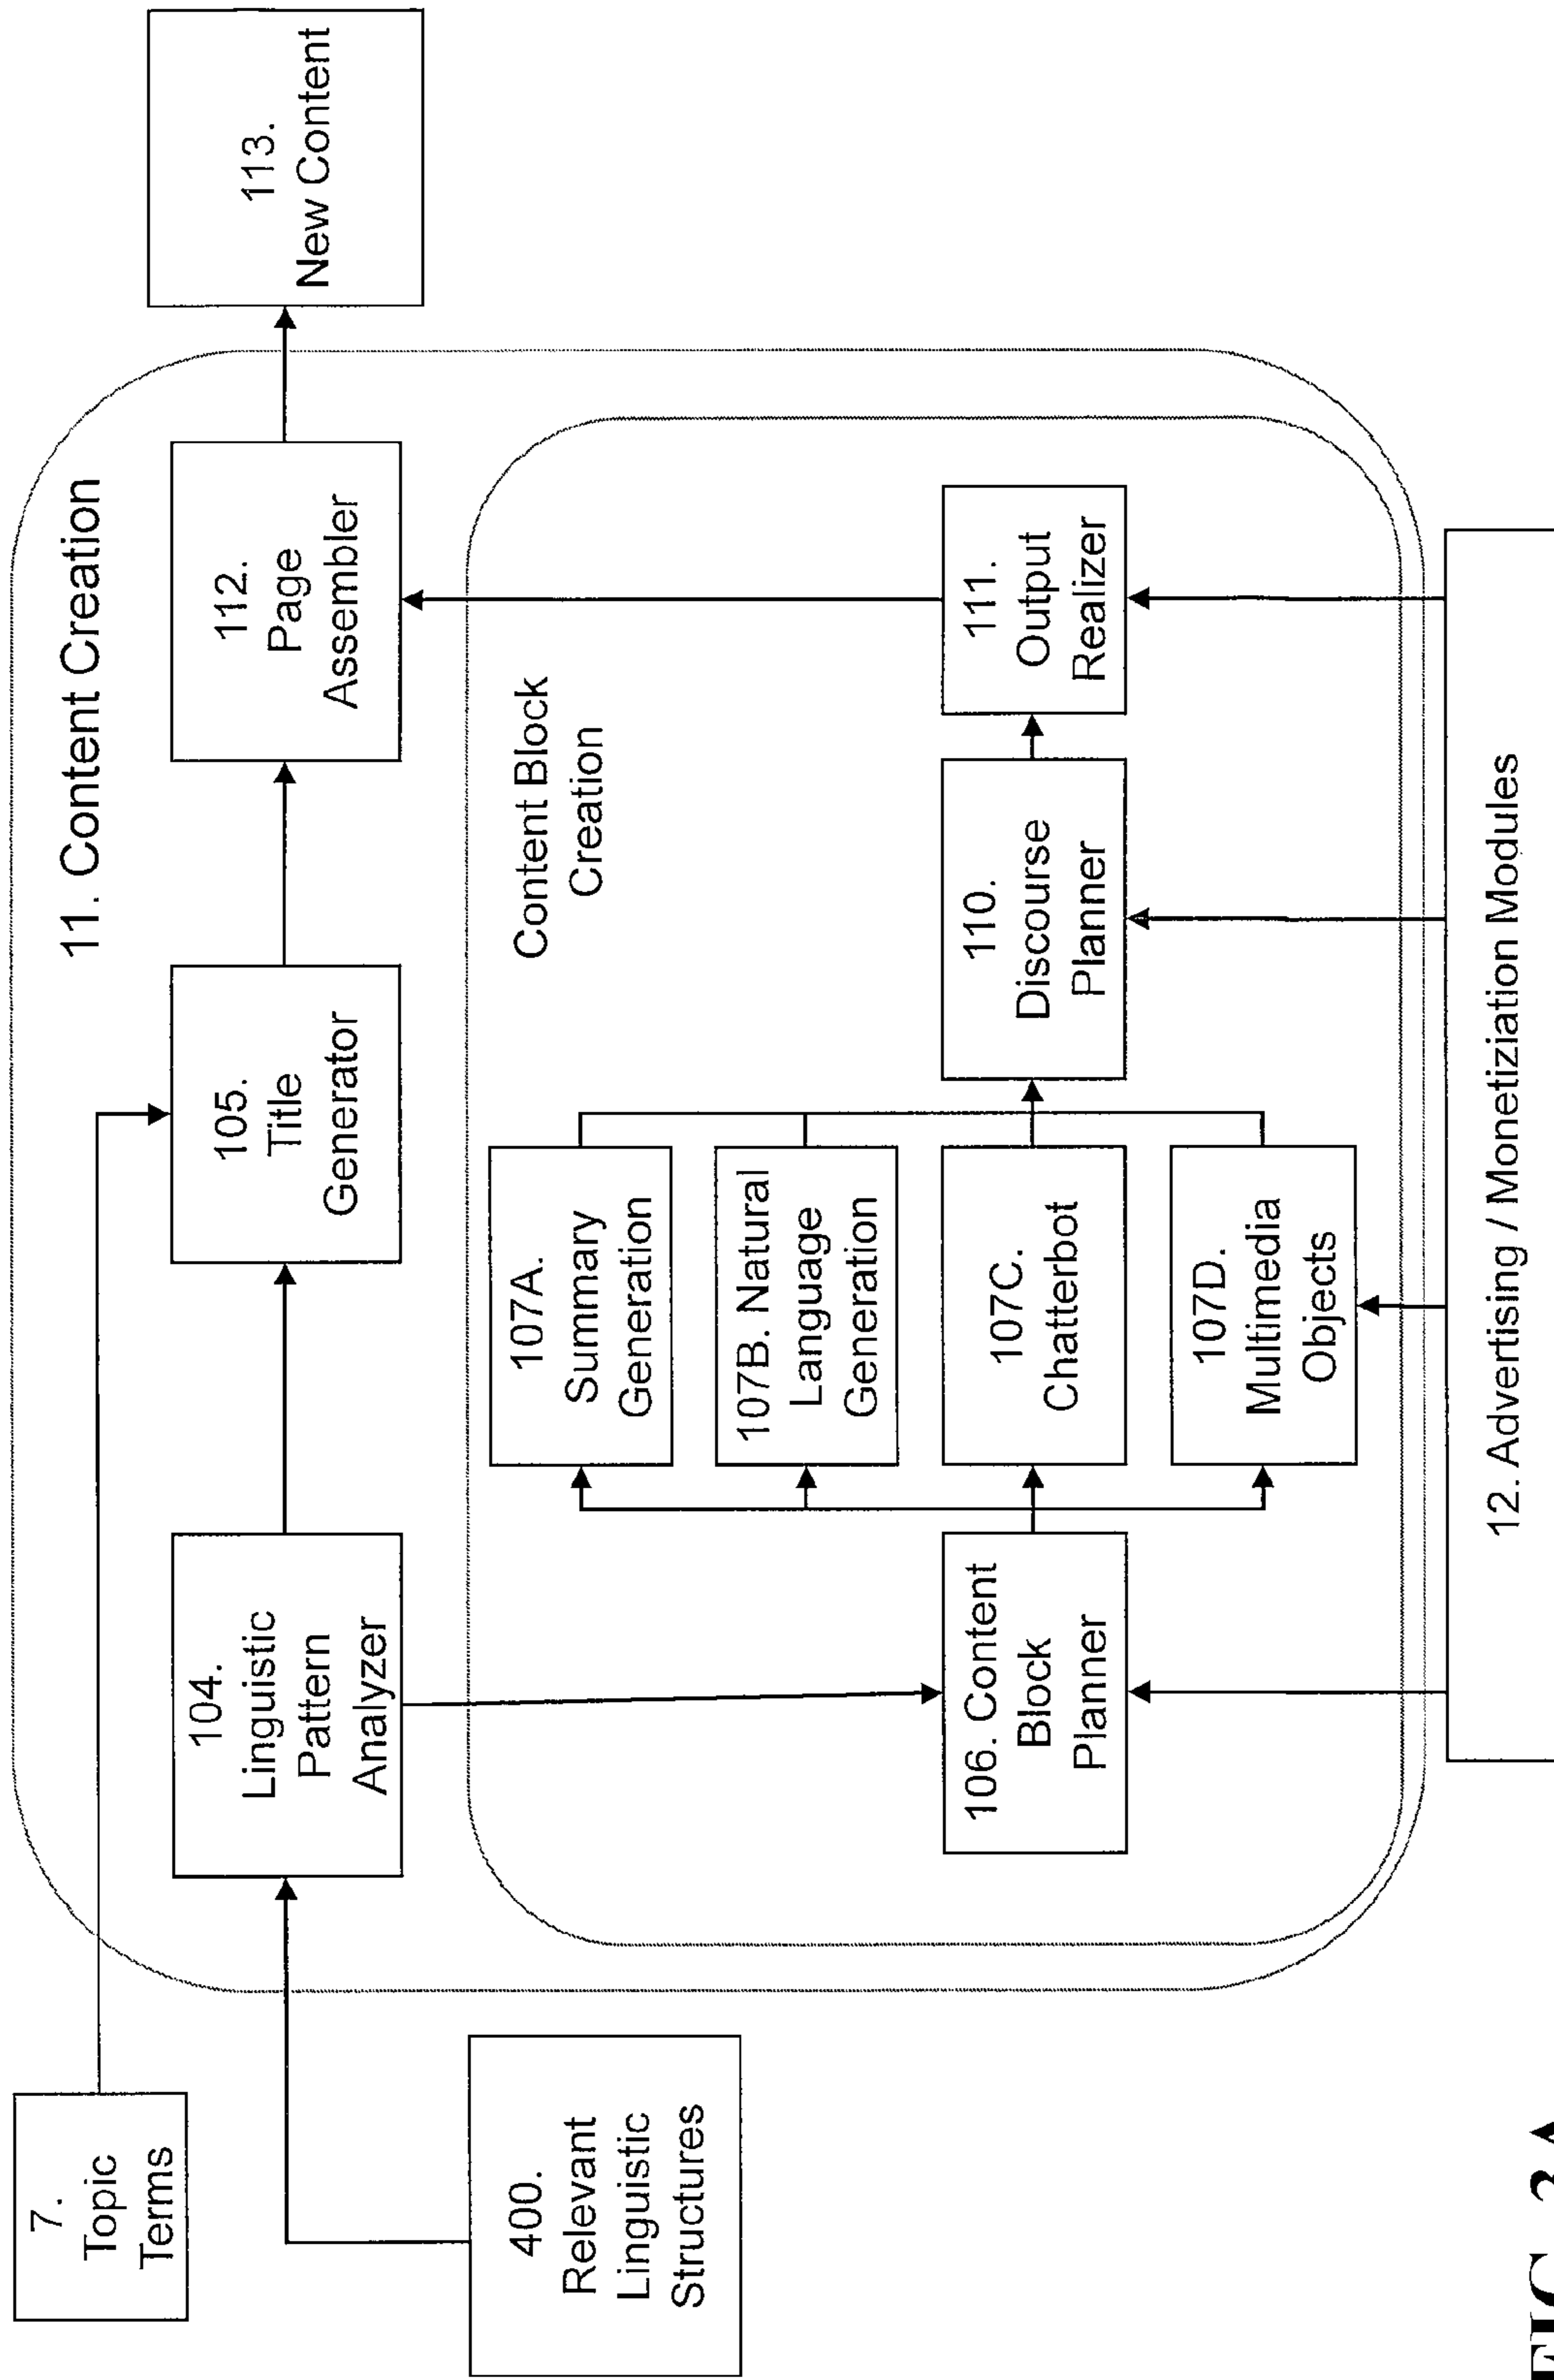 7.
Topic
Terms
400.
Relevant
Linguistic
Structures
11. Content Creation
104.
Linguistic
Pattern
Analyzer
105.
Title
Generator
112.
Page
Assembler
113.
New Content
Content Block
Creation
106. Content
Block
Planner
107A.
Summary
Generation
107B. Natural
Language
Generation
107C.
Chatterbot
107D.
Multimedia
Objects
110.
Discourse
Planner
111.
Output
Realizer
12. Advertising / Monetiziation Modules
FIG. 3A